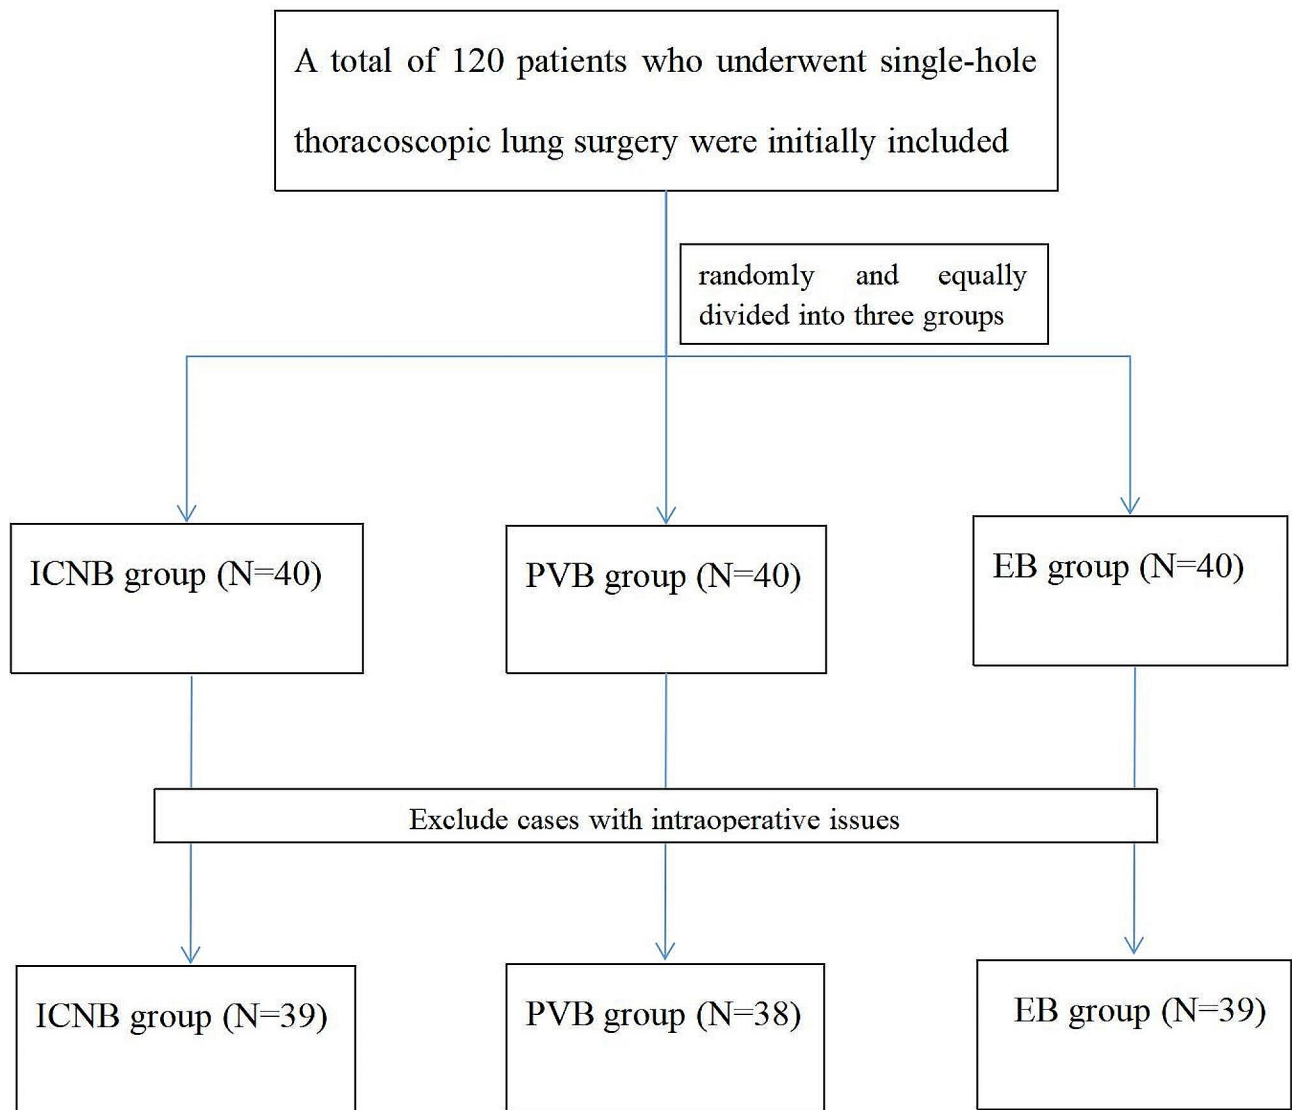 A total of 120 patients who underwent single-hole
thoracoscopic lung surgery were initially included
randomly and equally
divided into three groups
ICNB group (N=40)
PVB group (N=40)
EB group (N=40)
Exclude cases with intraoperative issues
ICNB group (N=39)
PVB group (N=38)
EB group (N=39)